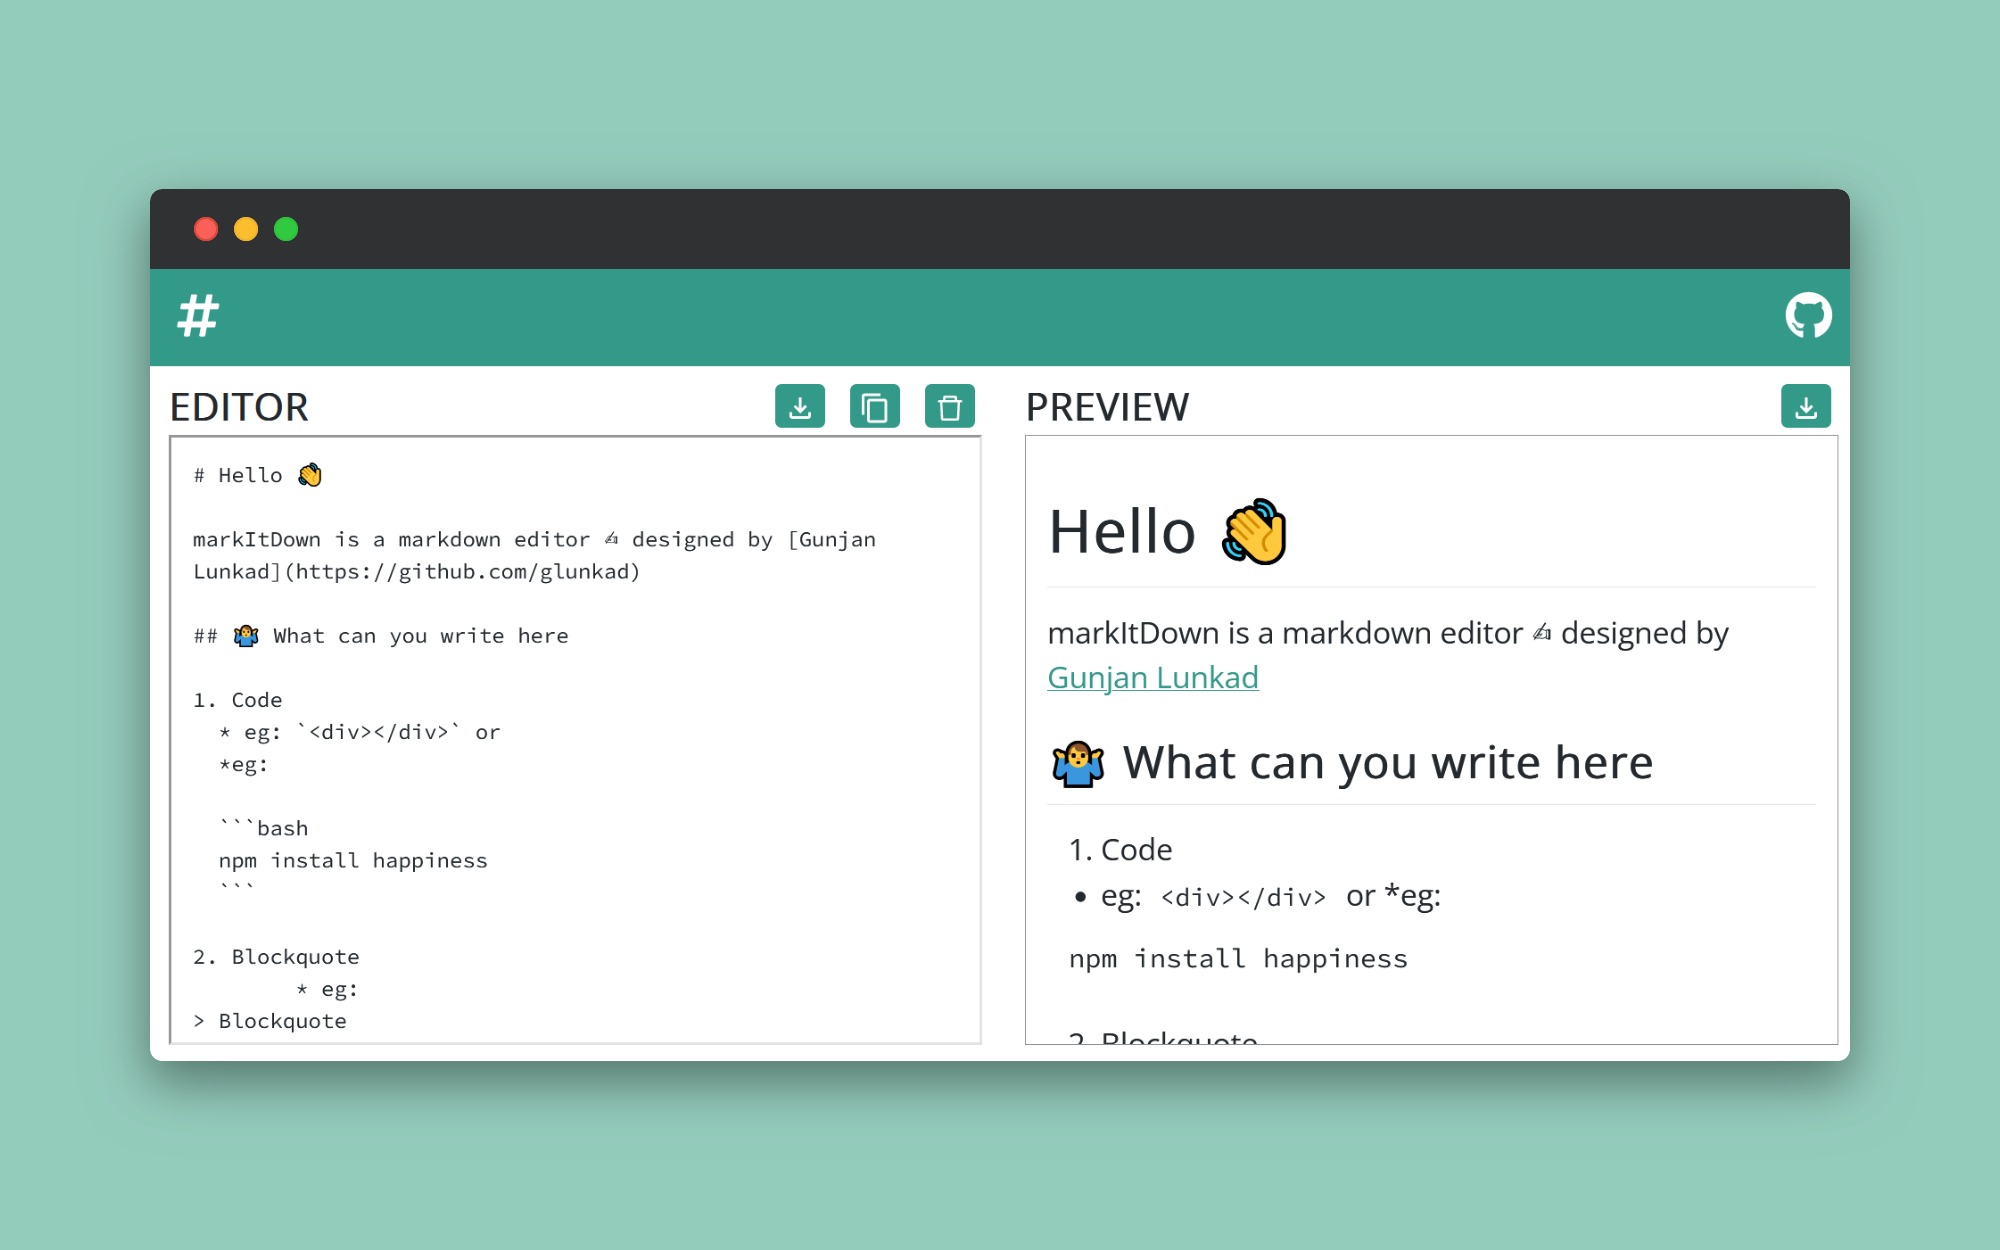 #
EDITOR
# Hello 👋
markItDown is a markdown editor ✍ designed by [Gunjan
Lunkad](https://github.com/glunkad)
## 🤷‍♂️ What can you write here
1. Code
* eg: `<div></div>` or
*eg:
```bash
npm install happiness
```
2. Blockquote
* eg:
> Blockquote
PREVIEW
Hello 👋
markItDown is a markdown editor ✍ designed by
Gunjan Lunkad
🤷‍♂️ What can you write here
1. Code
• eg: <div></div> or *eg:
npm install happiness
2. Blockquote